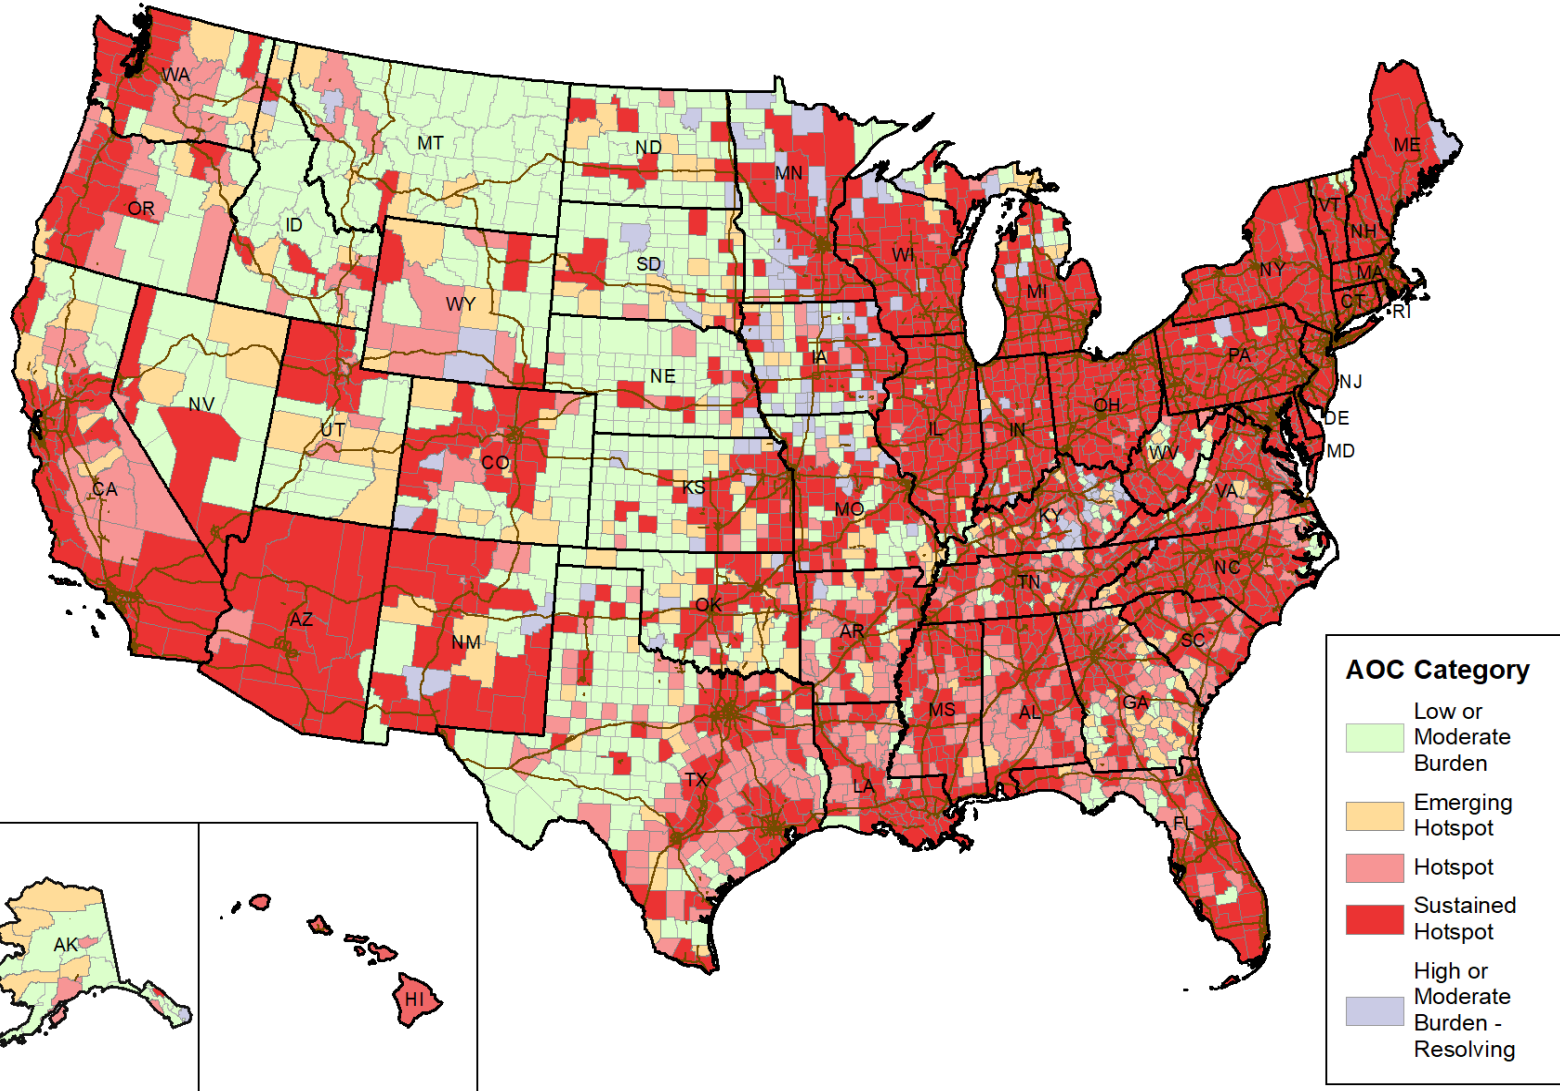 WA
MT
ND
MN
ME
OR
ID
SD
WI
VT
NH
WY
MI
NY
MA
CT
RI
IA
NE
PA
NV
UT
OH
NJ
CO
IL
IN
DE
CA
KS
WV
MD
MO
VA
KY
AZ
NM
OK
TN
NC
AR
SC
MS
AL
GA
TX
LA
FL
AK
HI
AOC Category
Low or
Moderate
Burden
Emerging
Hotspot
Hotspot
Sustained
Hotspot
High or
Moderate
Burden -
Resolving